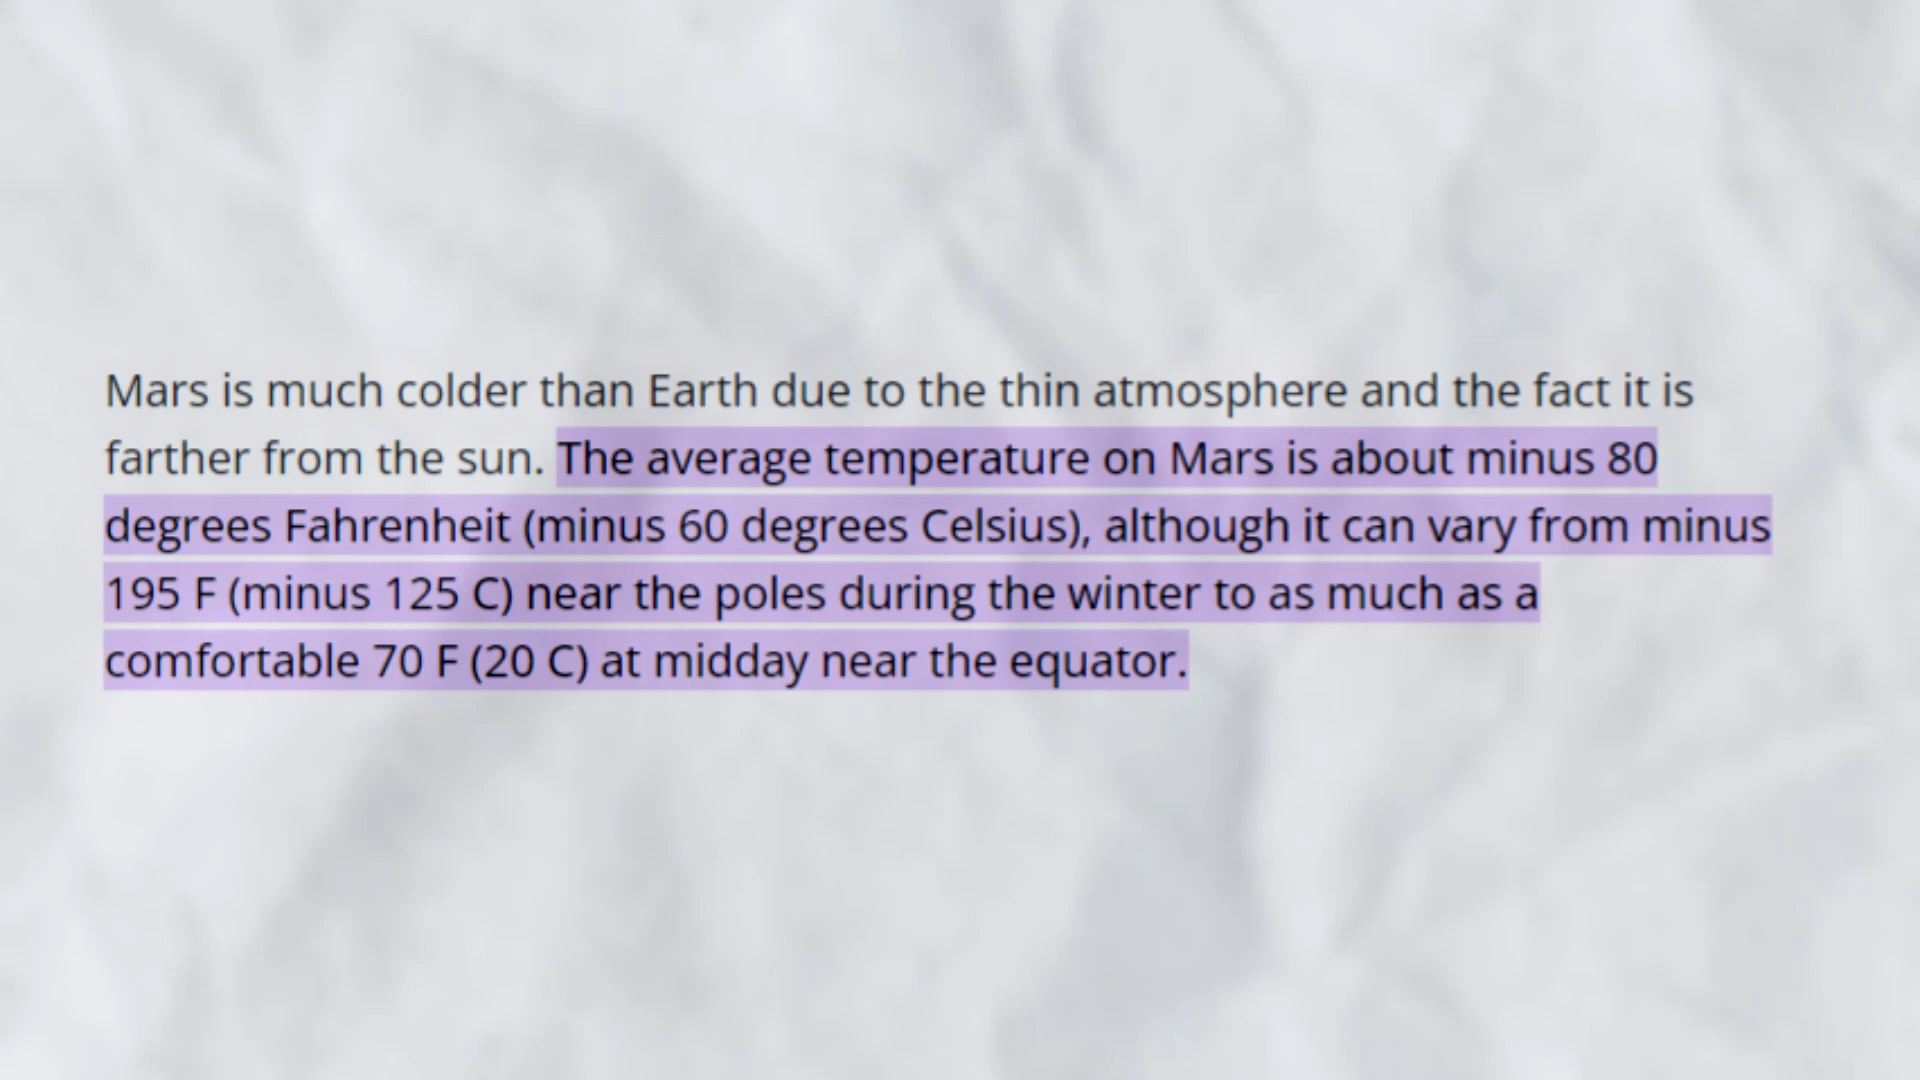 Mars is much colder than Earth due to the thin atmosphere and the fact it is
farther from the sun. The average temperature on Mars is about minus 80
degrees Fahrenheit (minus 60 degrees Celsius), although it can vary from minus
195 F (minus 125 C) near the poles during the winter to as much as a
comfortable 70 F (20 C) at midday near the equator.